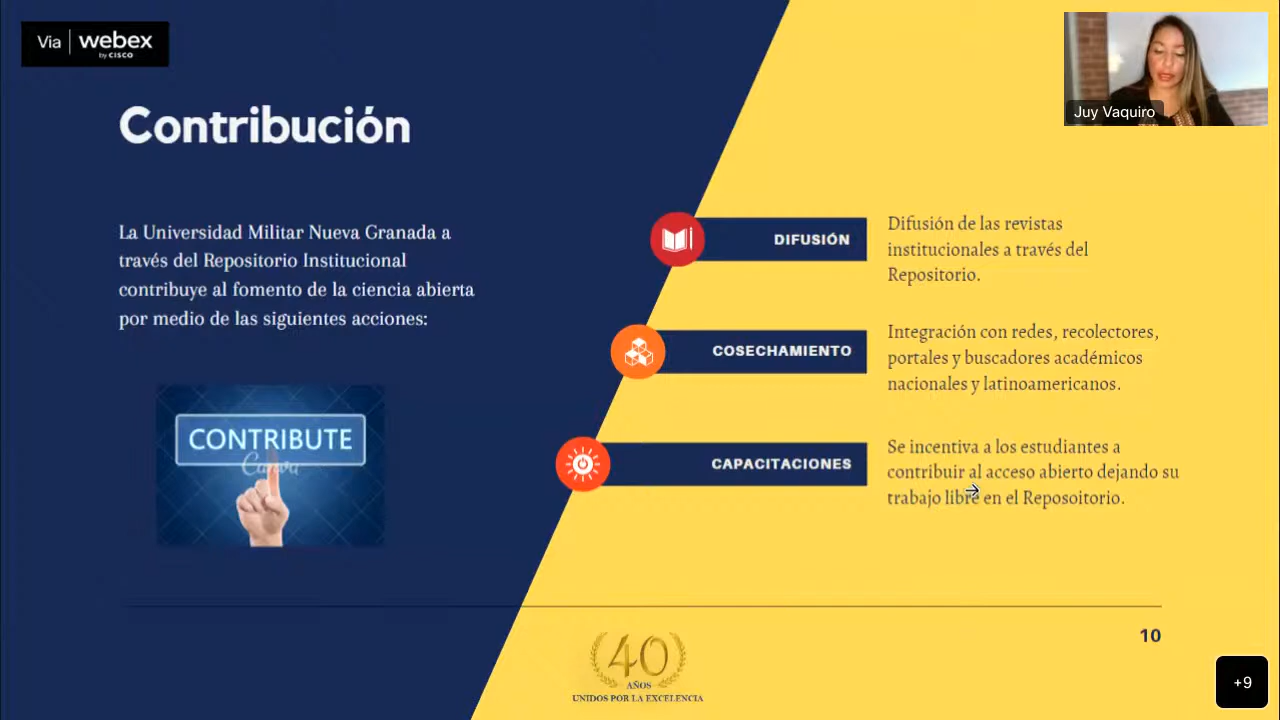 Via webex
by CISCO
Juy Vaquiro
Contribución
La Universidad Militar Nueva Granada a
través del Repositorio Institucional
contribuye al fomento de la ciencia abierta
por medio de las siguientes acciones:
CONTRIBUTE
Canva
DIFUSIÓN
Difusión de las revistas
institucionales a través del
Repositorio.
COSECHAMIENTO
Integración con redes, recolectores,
portales y buscadores académicos
nacionales y latinoamericanos.
CAPACITACIONES
Se incentiva a los estudiantes a
contribuir al acceso abierto dejando su
trabajo libre en el Reposoitorio.
40
AÑOS
UNIDOS POR LA EXCELENCIA
10
+9